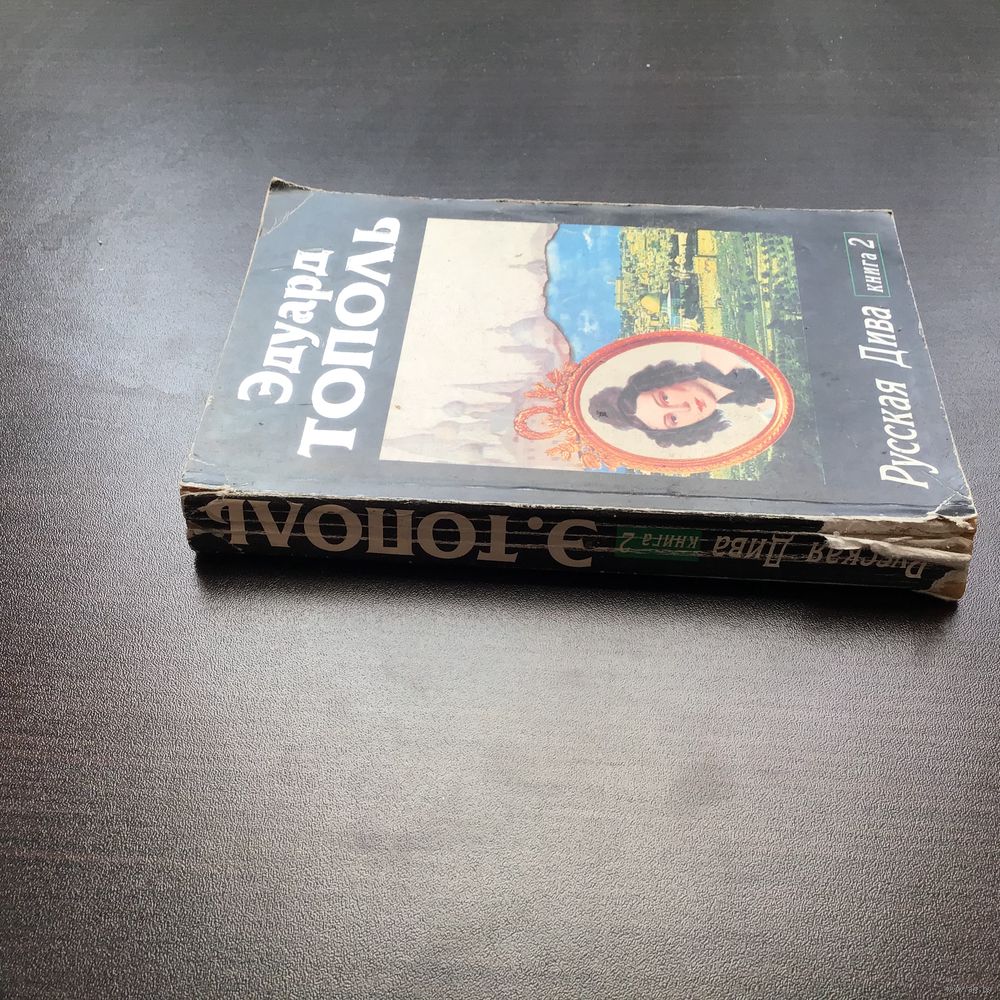 Эдуард
ТОПОЛЬ
Русская Дива
книга 2
Э. ТОПОЛЬ
Русская Дива
книга 2